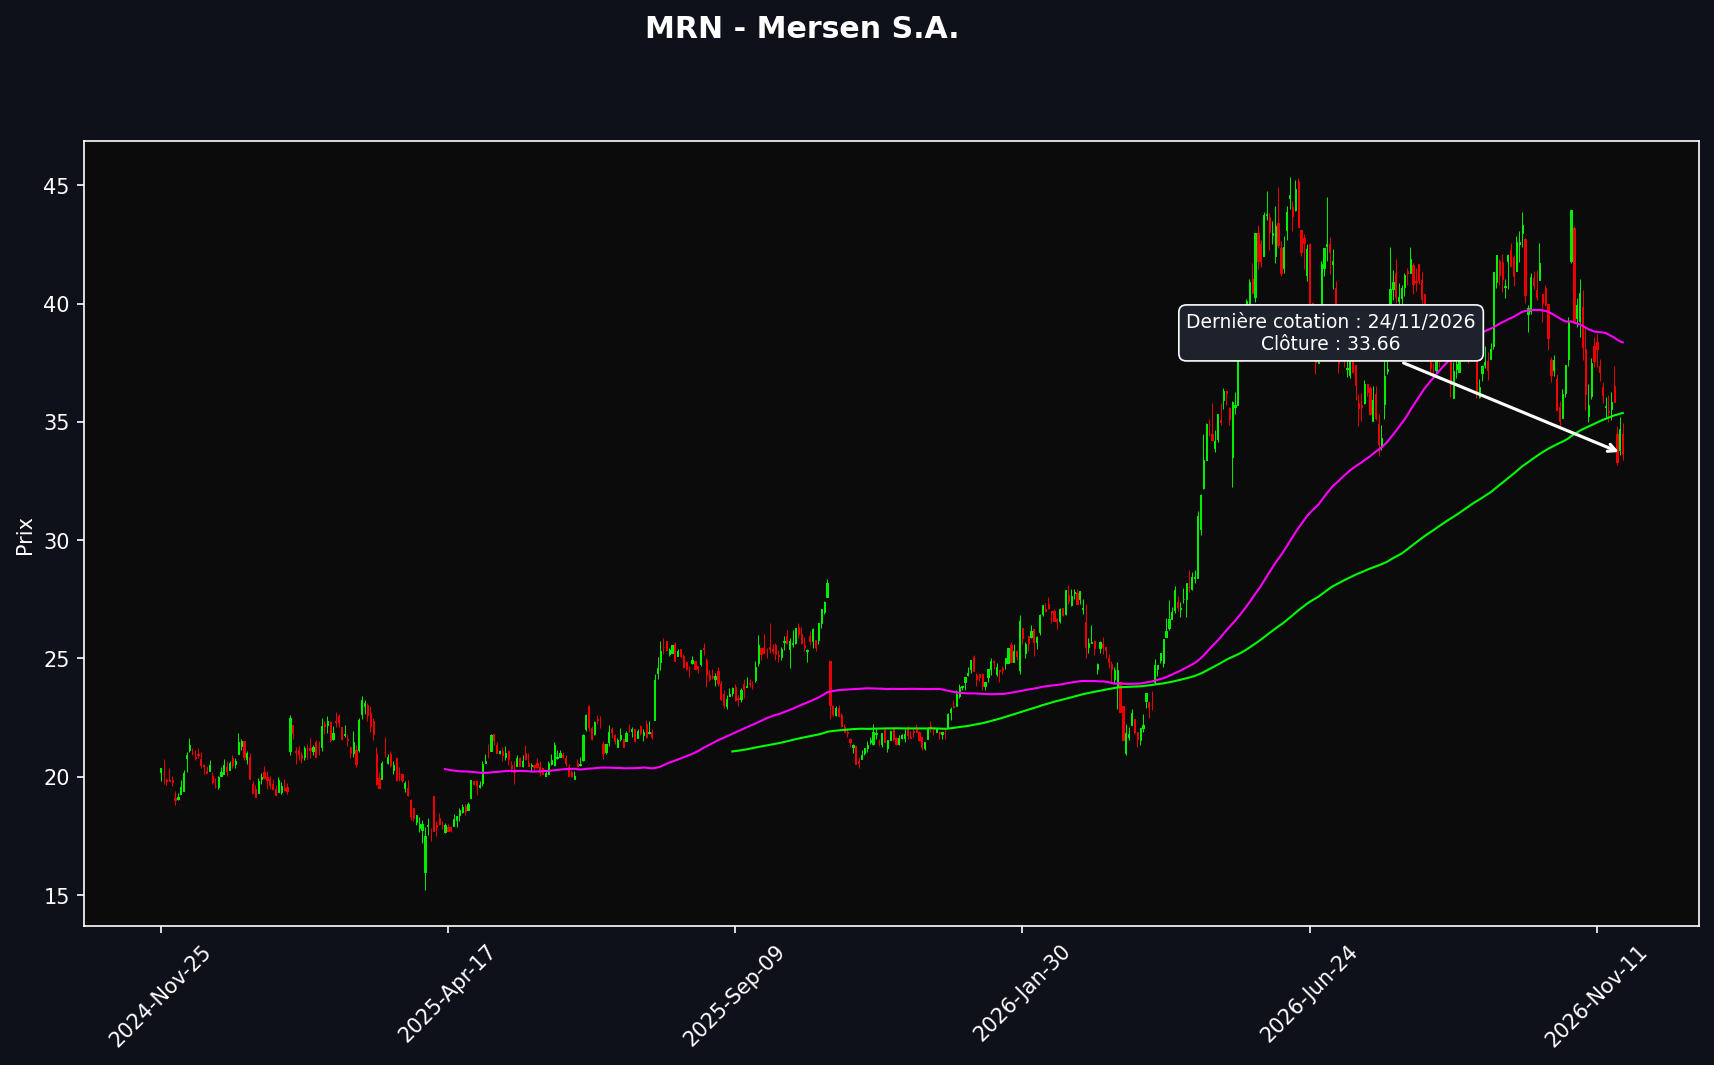 MRN - Mersen S.A.
Prix
45
40
35
30
25
20
15
Dernière cotation : 24/11/2026
Clôture : 33.66
2024-Nov-25
2025-Apr-17
2025-Sep-09
2026-Jan-30
2026-Jun-24
2026-Nov-11